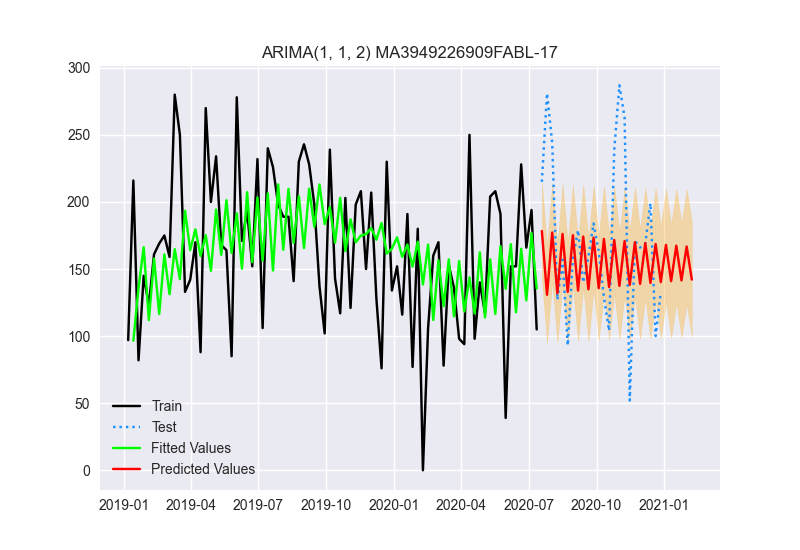 ARIMA(1, 1, 2) MA3949226909FABL-17
300
250
200
150
100
50
0
Train
Test
Fitted Values
Predicted Values
2019-01 2019-04 2019-07 2019-10 2020-01 2020-04 2020-07 2020-10 2021-01